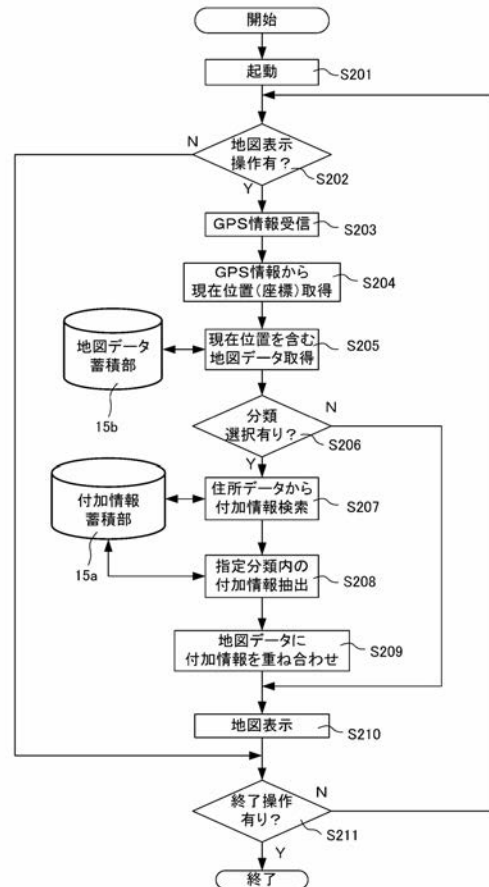 開始
起動
S201
N
地図表示
操作有?
S202
Y
GPS情報受信
S203
GPS情報から
現在位置(座標)取得
S204
地図データ
蓄積部
15b
現在位置を含む
地図データ取得
S205
分類
選択有り?
N
S206
Y
付加情報
蓄積部
15a
住所データから
付加情報検索
S207
指定分類内の
付加情報抽出
S208
地図データに
付加情報を重ね合わせ
S209
地図表示
S210
終了操作
有り?
N
S211
Y
終了